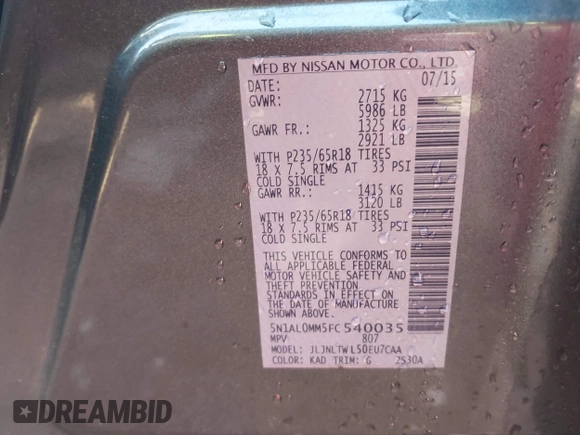 MFD BY NISSAN MOTOR CO., LTD.
DATE: 07/15
GVWR: 2715 KG
5986 LB
GAWR FR.: 1325 KG
2921 LB
WITH P235/65R18 TIRES
18 X 7.5 RIMS AT 33 PSI
COLD SINGLE
GAWR RR.: 1415 KG
3120 LB
WITH P235/65R18 TIRES
18 X 7.5 RIMS AT 33 PSI
COLD SINGLE
THIS VEHICLE CONFORMS TO
ALL APPLICABLE FEDERAL
MOTOR VEHICLE SAFETY AND
THEFT PREVENTION
STANDARDS IN EFFECT ON
THE DATE OF MANUFACTURE
SHOWN ABOVE.
5N1AL0MM5FC540035
MPV 807
MODEL: JLJNLTWL50EU7CAA
COLOR: KAD TRIM: G 2530A
DREAMBID